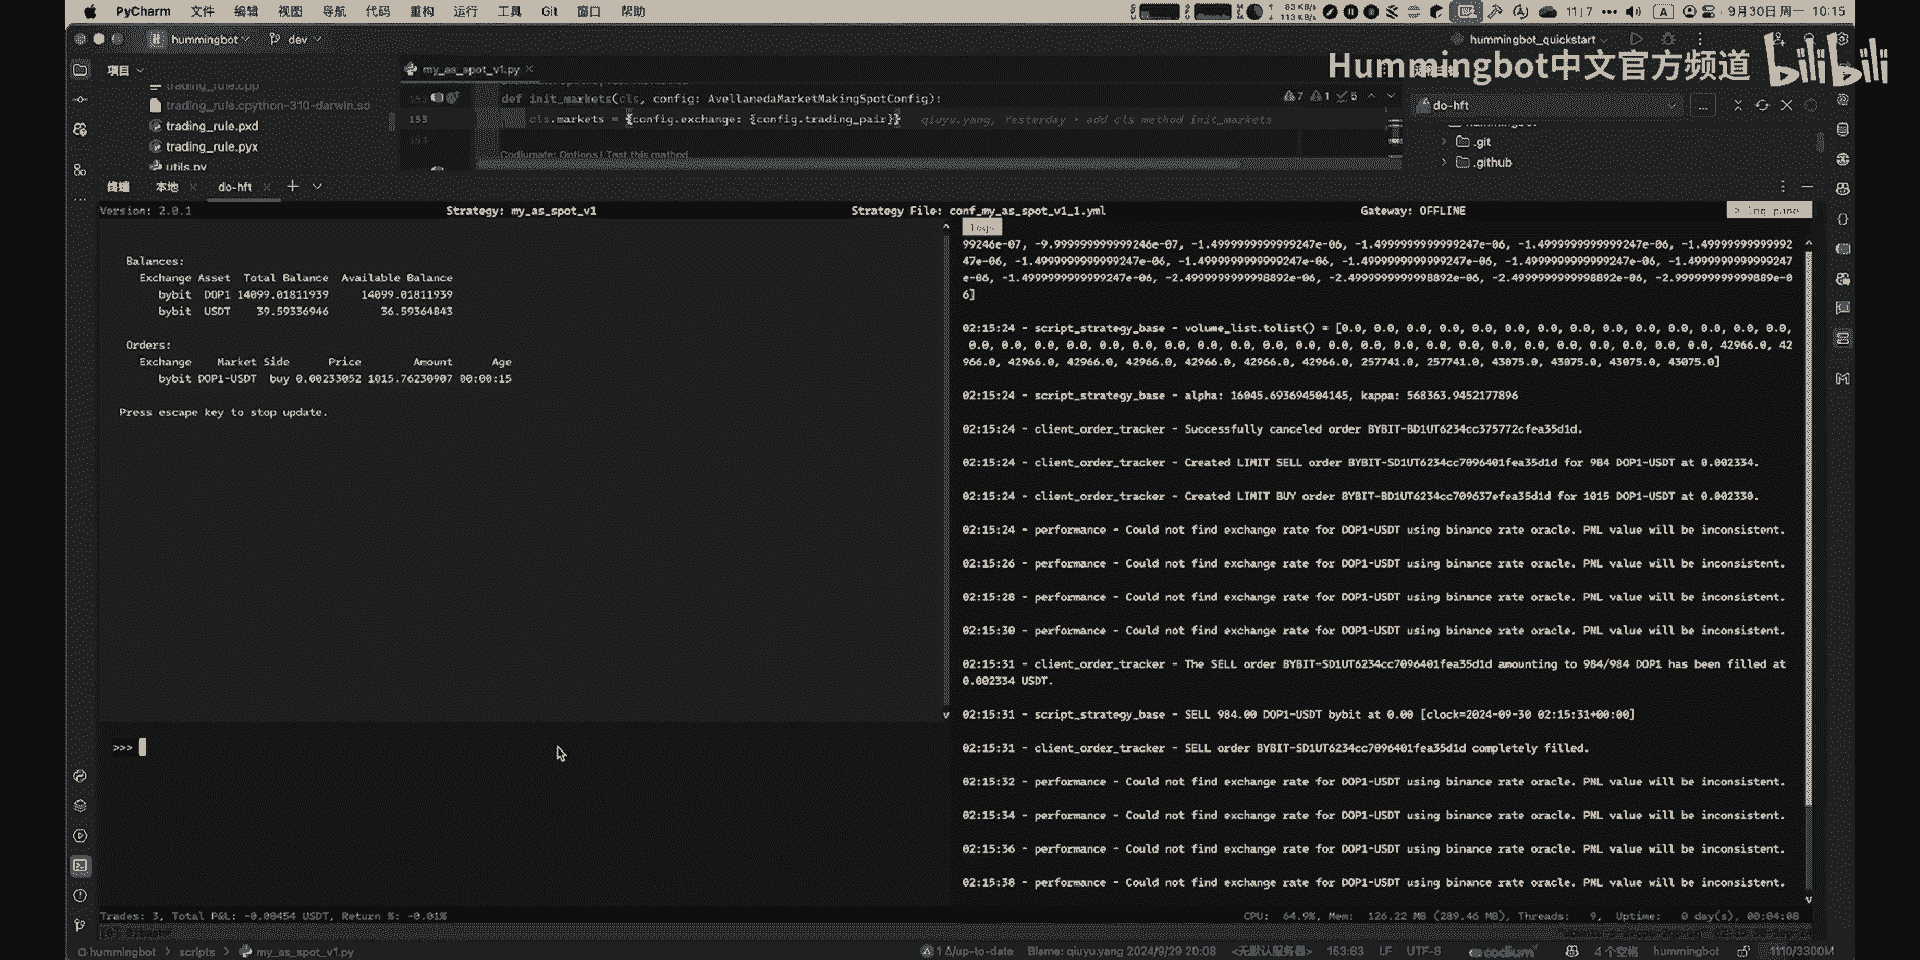 PyCharm 文件 编辑 视图 导航 代码 重构 运行 工具 Git 窗口 帮助
83 KB/s
113 KB/s
11|7 ••• A 9月30日 周一 10:15
hummingbot dev
hummingbot_quickstart
Hummingbot中文官方频道 bilibili
项目
my_as_spot_v1.py
trading_rule.cpp
trading_rule.cpython-310-darwin.so
trading_rule.pxd
trading_rule.pyx
utils.py
def init_markets(cls, config: AvellanedaMarketMakingSpotConfig):
153 cls.markets = {config.exchange: {config.trading_pair}} qiuyu.yang, Yesterday • add cls method init_markets
Codiumate: Options | Test this method
7 1 5
do-hft
.git
.github
终端 本地 do-hft
Version: 2.0.1 Strategy: my_as_spot_v1 Strategy File: conf_my_as_spot_v1_1.yml Gateway: OFFLINE > log pane
logs
Balances:
Exchange Asset Total Balance Available Balance
bybit DOP1 14099.01811939 14099.01811939
bybit USDT 39.59336946 36.59364843
Orders:
Exchange Market Side Price Amount Age
bybit DOP1-USDT buy 0.00233052 1015.76230907 00:00:15
Press escape key to stop update.
>>>
99246e-07, -9.999999999999246e-07, -1.4999999999999247e-06, -1.4999999999999247e-06, -1.4999999999999247e-06, -1.49999999999992
47e-06, -1.4999999999999247e-06, -1.4999999999999247e-06, -1.4999999999999247e-06, -1.4999999999999247e-06, -1.4999999999999247
e-06, -1.4999999999999247e-06, -2.4999999999998892e-06, -2.4999999999998892e-06, -2.4999999999998892e-06, -2.999999999999889e-0
6]
02:15:24 - script_strategy_base - volume_list.tolist() = [0.0, 0.0, 0.0, 0.0, 0.0, 0.0, 0.0, 0.0, 0.0, 0.0, 0.0, 0.0, 0.0, 0.0,
0.0, 0.0, 0.0, 0.0, 0.0, 0.0, 0.0, 0.0, 0.0, 0.0, 0.0, 0.0, 0.0, 0.0, 0.0, 0.0, 0.0, 0.0, 0.0, 0.0, 0.0, 0.0, 42966.0, 42
966.0, 42966.0, 42966.0, 42966.0, 42966.0, 42966.0, 42966.0, 257741.0, 257741.0, 43075.0, 43075.0, 43075.0]
02:15:24 - script_strategy_base - alpha: 16045.693694504145, kappa: 568363.9452177896
02:15:24 - client_order_tracker - Successfully canceled order BYBIT-BD1UT6234cc375772cfea35d1d.
02:15:24 - client_order_tracker - Created LIMIT SELL order BYBIT-SD1UT6234cc7096401fea35d1d for 984 DOP1-USDT at 0.002334.
02:15:24 - client_order_tracker - Created LIMIT BUY order BYBIT-BD1UT6234cc709637efea35d1d for 1015 DOP1-USDT at 0.002330.
02:15:24 - performance - Could not find exchange rate for DOP1-USDT using binance rate oracle. PNL value will be inconsistent.
02:15:26 - performance - Could not find exchange rate for DOP1-USDT using binance rate oracle. PNL value will be inconsistent.
02:15:28 - performance - Could not find exchange rate for DOP1-USDT using binance rate oracle. PNL value will be inconsistent.
02:15:30 - performance - Could not find exchange rate for DOP1-USDT using binance rate oracle. PNL value will be inconsistent.
02:15:31 - client_order_tracker - The SELL order BYBIT-SD1UT6234cc7096401fea35d1d amounting to 984/984 DOP1 has been filled at
0.002334 USDT.
02:15:31 - script_strategy_base - SELL 984.00 DOP1-USDT bybit at 0.00 [clock=2024-09-30 02:15:31+00:00]
02:15:31 - client_order_tracker - SELL order BYBIT-SD1UT6234cc7096401fea35d1d completely filled.
02:15:32 - performance - Could not find exchange rate for DOP1-USDT using binance rate oracle. PNL value will be inconsistent.
02:15:34 - performance - Could not find exchange rate for DOP1-USDT using binance rate oracle. PNL value will be inconsistent.
02:15:36 - performance - Could not find exchange rate for DOP1-USDT using binance rate oracle. PNL value will be inconsistent.
02:15:38 - performance - Could not find exchange rate for DOP1-USDT using binance rate oracle. PNL value will be inconsistent.
Trades: 3, Total P&L: -0.00454 USDT, Return %: -0.01% CPU: 64.9%, Mem: 126.22 MB (289.46 MB), Threads: 9, Uptime: 0 day(s), 00:04:08
hummingbot > scripts > my_as_spot_v1.py 1 Δ/up-to-date Blame: qiuyu.yang 2024/9/29 20:08 <无默认服务器> 153:63 LF UTF-8 codium 4 个空格 hummingbot 1110/3300M